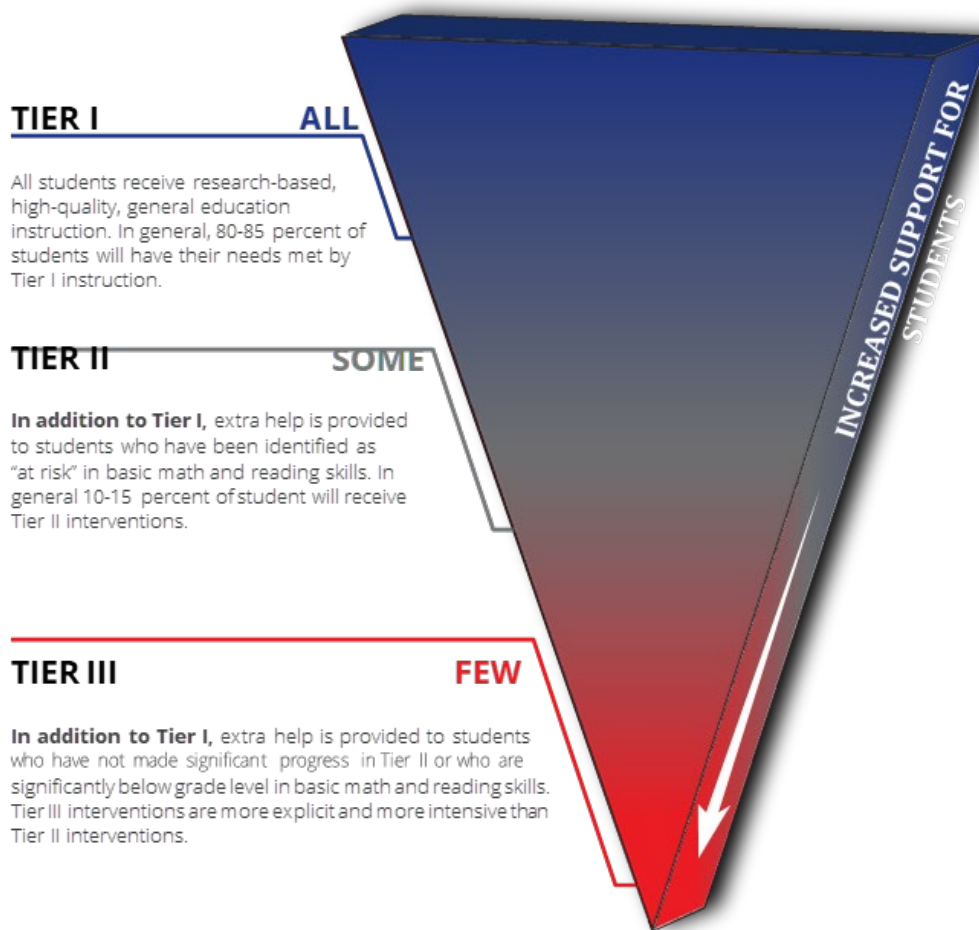 TIER I ALL
All students receive research-based,
high-quality, general education
instruction. In general, 80-85 percent of
students will have their needs met by
Tier I instruction.
TIER II SOME
In addition to Tier I, extra help is provided
to students who have been identified as
"at risk" in basic math and reading skills. In
general 10-15 percent of student will receive
Tier II interventions.
TIER III FEW
In addition to Tier I, extra help is provided to students
who have not made significant progress in Tier II or who are
significantly below grade level in basic math and reading skills.
Tier III interventions are more explicit and more intensive than
Tier II interventions.
INCREASED SUPPORT FOR
STUDENTS